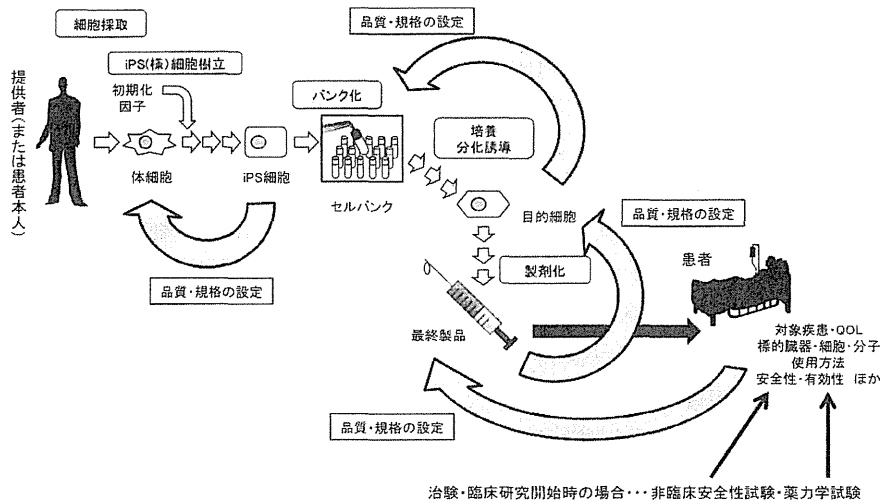 細胞採取
品質・規格の設定
iPS(様)細胞樹立
提供者(または患者本人)
初期化
因子
バンク化
培養
分化誘導
体細胞
iPS細胞
セルバンク
目的細胞
品質・規格の設定
品質・規格の設定
製剤化
患者
最終製品
対象疾患・QOL
標的臓器・細胞・分子
使用方法
安全性・有効性 ほか
品質・規格の設定
治験・臨床研究開始時の場合・・・非臨床安全性試験・薬力学試験